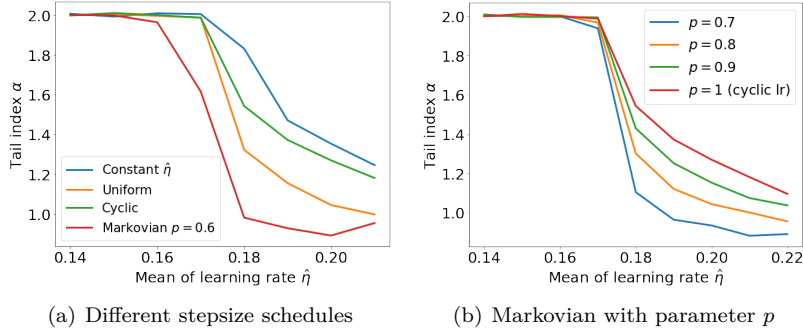 2.0
1.8
1.6
1.4
1.2
1.0
Tail index α
Constant η̂
Uniform
Cyclic
Markovian p = 0.6
0.14
0.16
0.18
0.20
Mean of learning rate η̂
(a) Different stepsize schedules
2.0
1.8
1.6
1.4
1.2
1.0
Tail index α
p = 0.7
p = 0.8
p = 0.9
p = 1 (cyclic lr)
0.14
0.16
0.18
0.20
0.22
Mean of learning rate η̂
(b) Markovian with parameter p